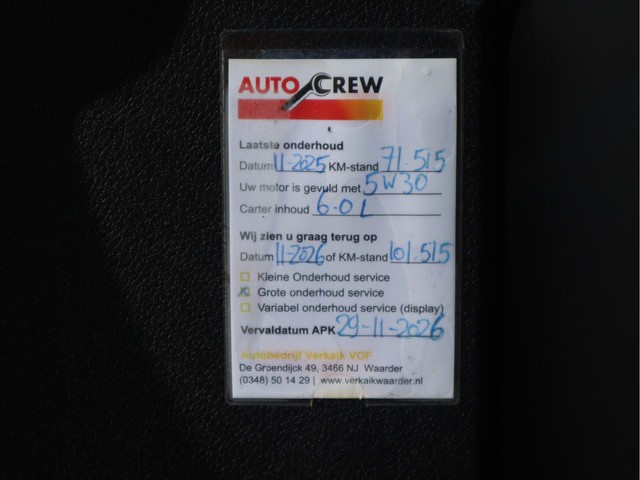 AUTO CREW
Laatste onderhoud
Datum 11-2025 KM-stand 71.515
Uw motor is gevuld met 5W30
Carter inhoud 6.0 L
Wij zien u graag terug op
Datum 11-2026 of KM-stand 101.515
Kleine Onderhoud service
Grote onderhoud service
Variabel onderhoud service (display)
Vervaldatum APK 29-11-2026
Autobedrijf Verkaik VOF
De Groendijck 49, 3466 NJ Waarder
(0348) 50 14 29 | www.verkaikwaarder.nl